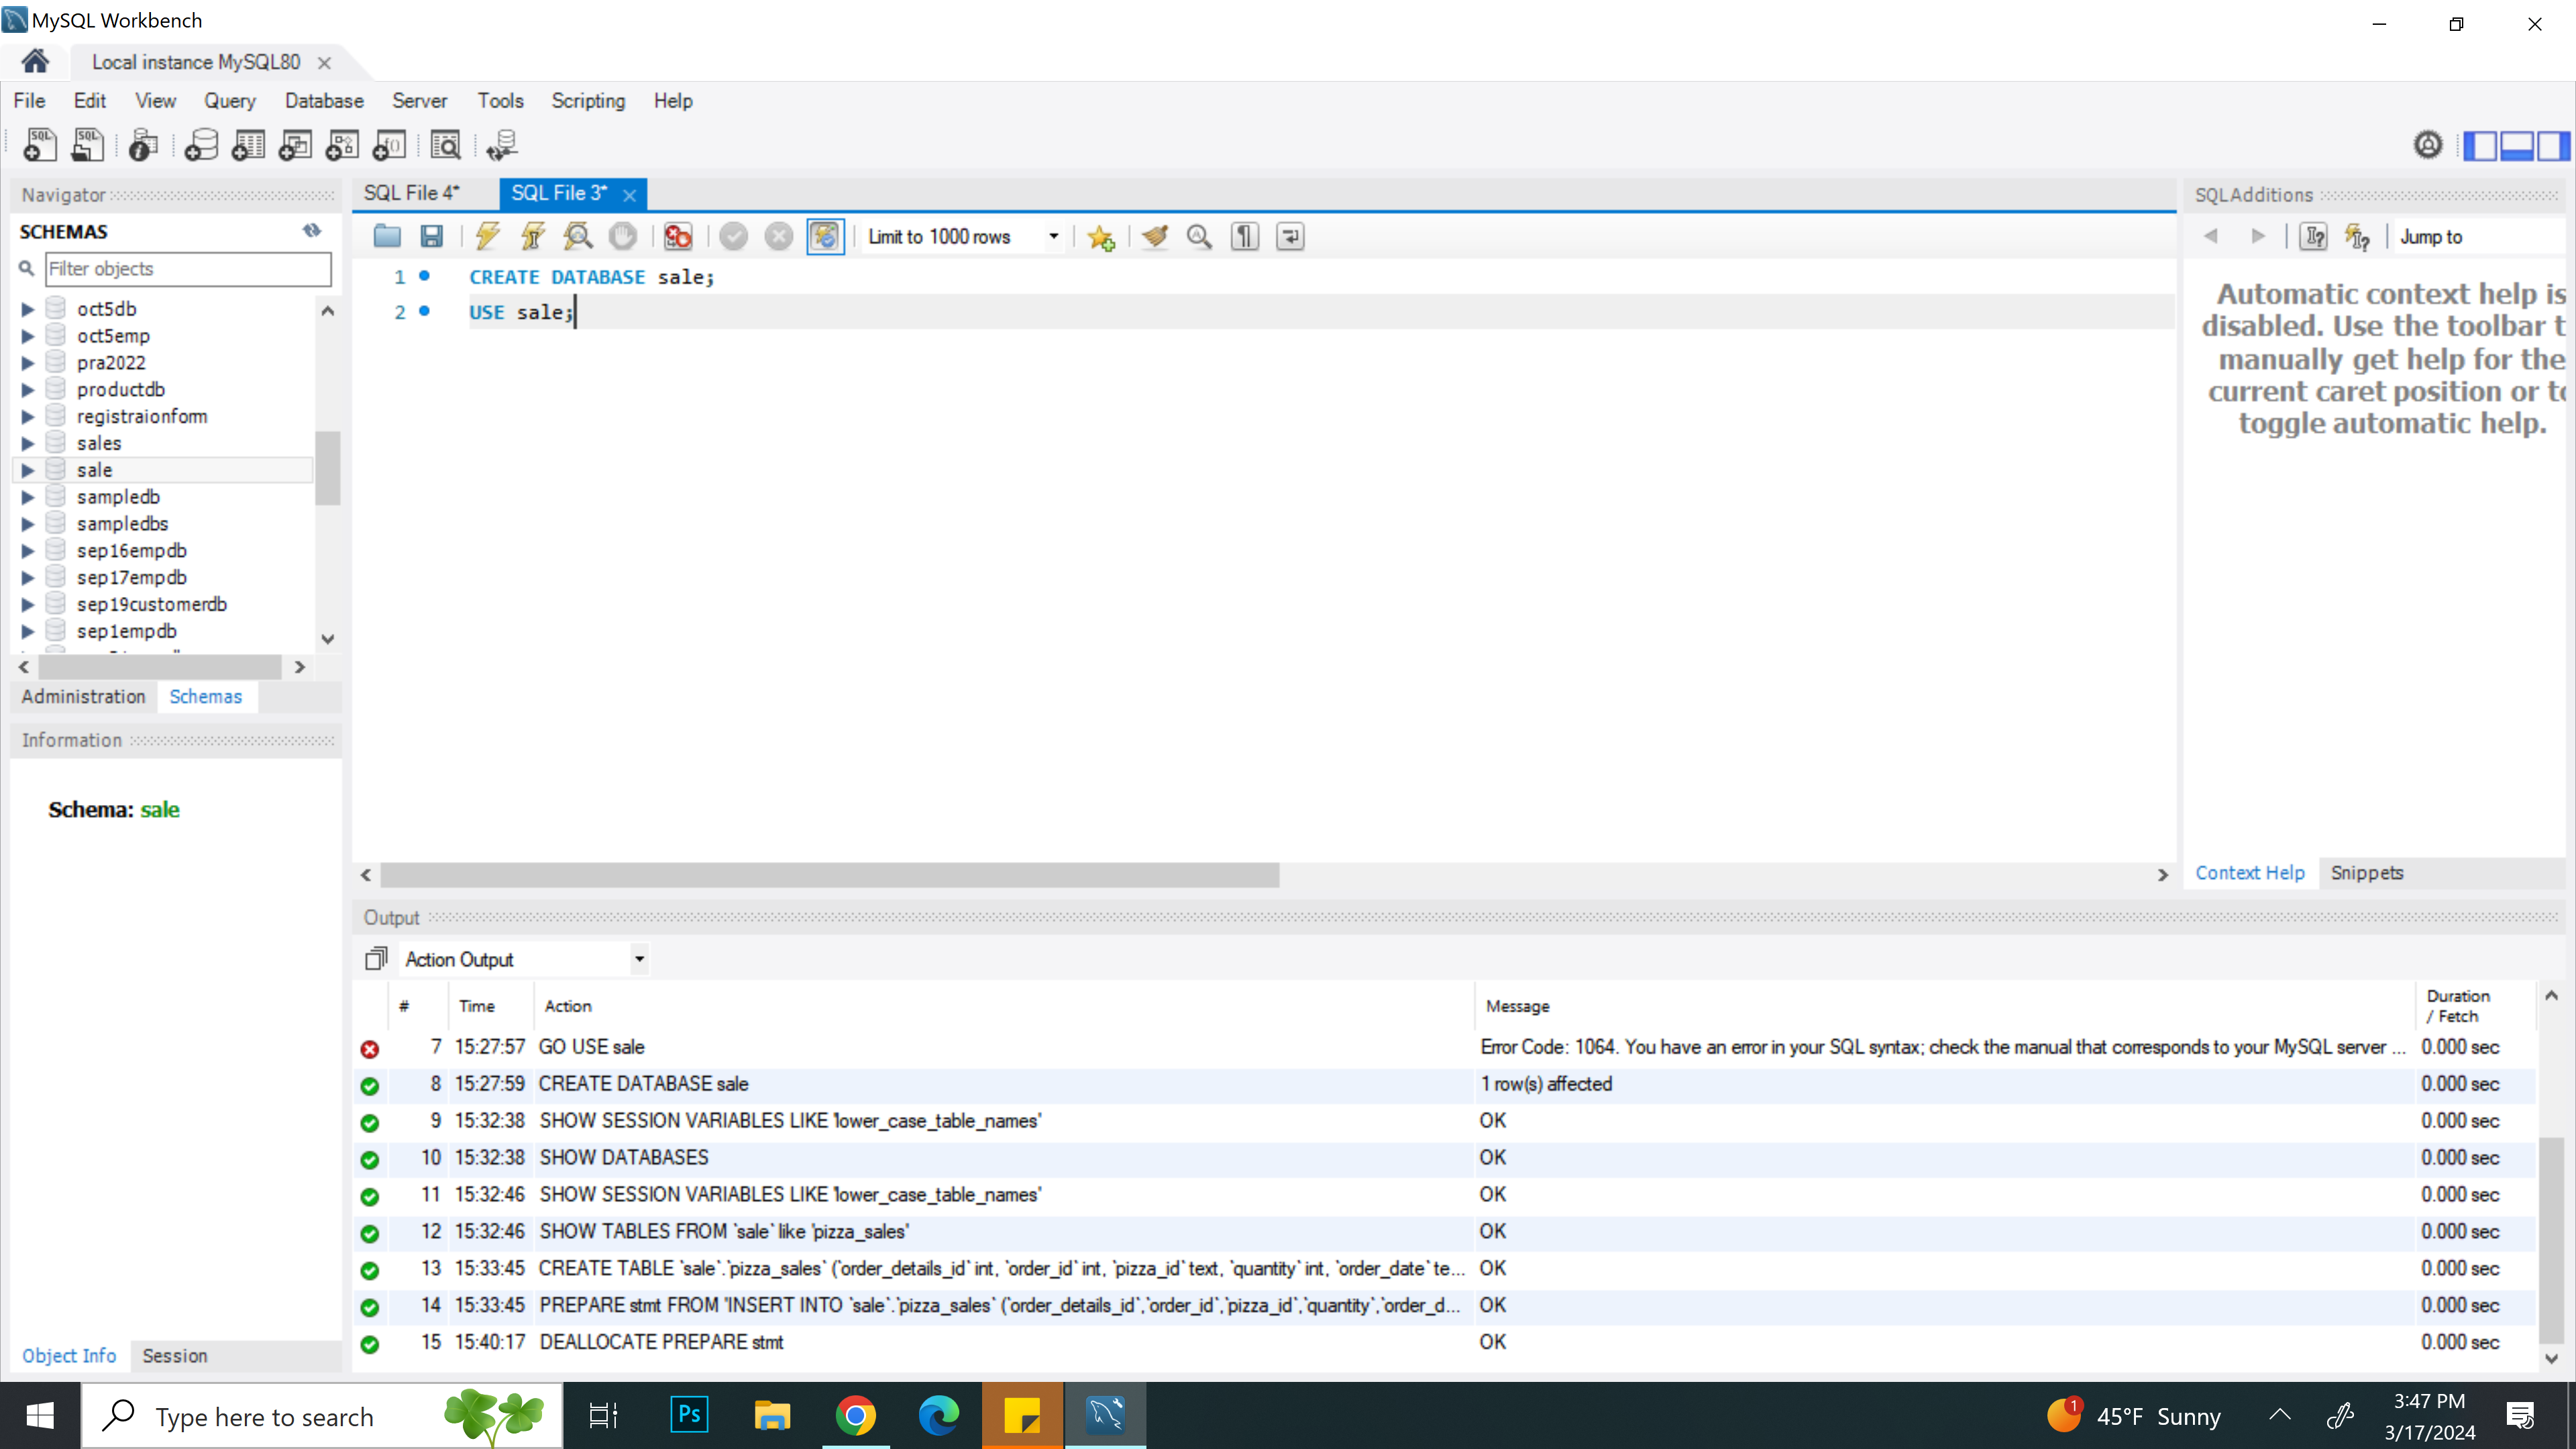 MySQL Workbench
Local instance MySQL80
File Edit View Query Database Server Tools Scripting Help
Navigator
SCHEMAS
Filter objects
oct5db
oct5emp
pra2022
productdb
registraionfom
sales
sale
sampledb
sampledbs
sep16empdb
sep17empdb
sep19customerdb
sep1empdb
Administration Schemas
Information
Schema: sale
Object Info Session
SQL File 4* SQL File 3*
Limit to 1000 rows
1 CREATE DATABASE sale;
2 USE sale;
SQLAdditions
Jump to
Automatic context help is
disabled. Use the toolbar t
manually get help for the
current caret position or to
toggle automatic help.
Context Help Snippets
Output
Action Output
# Time Action Message Duration / Fetch
7 15:27:57 GO USE sale Error Code: 1064. You have an error in your SQL syntax; check the manual that corresponds to your MySQL server ... 0.000 sec
8 15:27:59 CREATE DATABASE sale 1 row(s) affected 0.000 sec
9 15:32:38 SHOW SESSION VARIABLES LIKE 'lower_case_table_names' OK 0.000 sec
10 15:32:38 SHOW DATABASES OK 0.000 sec
11 15:32:46 SHOW SESSION VARIABLES LIKE 'lower_case_table_names' OK 0.000 sec
12 15:32:46 SHOW TABLES FROM `sale` like 'pizza_sales' OK 0.000 sec
13 15:33:45 CREATE TABLE `sale`.`pizza_sales` (`order_details_id` int, `order_id` int, `pizza_id` text, `quantity` int, `order_date` te... OK 0.000 sec
14 15:33:45 PREPARE stmt FROM 'INSERT INTO `sale`.`pizza_sales` (`order_details_id`,`order_id`,`pizza_id`,`quantity`,`order_d... OK 0.000 sec
15 15:40:17 DEALLOCATE PREPARE stmt OK 0.000 sec
Type here to search
Ps
1
45°F Sunny
3:47 PM
3/17/2024